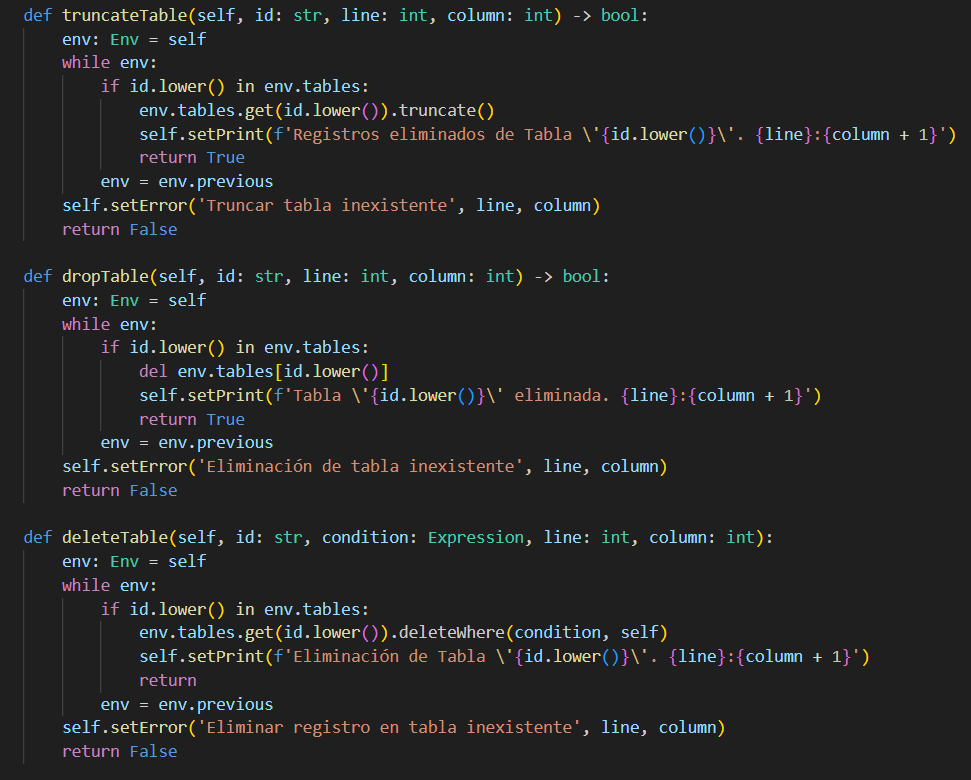 def truncateTable(self, id: str, line: int, column: int) -> bool:
    env: Env = self
    while env:
        if id.lower() in env.tables:
            env.tables.get(id.lower()).truncate()
            self.setPrint(f'Registros eliminados de Tabla \'{id.lower()}\'. {line}:{column + 1}')
            return True
        env = env.previous
    self.setError('Truncar tabla inexistente', line, column)
    return False

def dropTable(self, id: str, line: int, column: int) -> bool:
    env: Env = self
    while env:
        if id.lower() in env.tables:
            del env.tables[id.lower()]
            self.setPrint(f'Tabla \'{id.lower()}\' eliminada. {line}:{column + 1}')
            return True
        env = env.previous
    self.setError('Eliminación de tabla inexistente', line, column)
    return False

def deleteTable(self, id: str, condition: Expression, line: int, column: int):
    env: Env = self
    while env:
        if id.lower() in env.tables:
            env.tables.get(id.lower()).deleteWhere(condition, self)
            self.setPrint(f'Eliminación de Tabla \'{id.lower()}\'. {line}:{column + 1}')
            return
        env = env.previous
    self.setError('Eliminar registro en tabla inexistente', line, column)
    return False